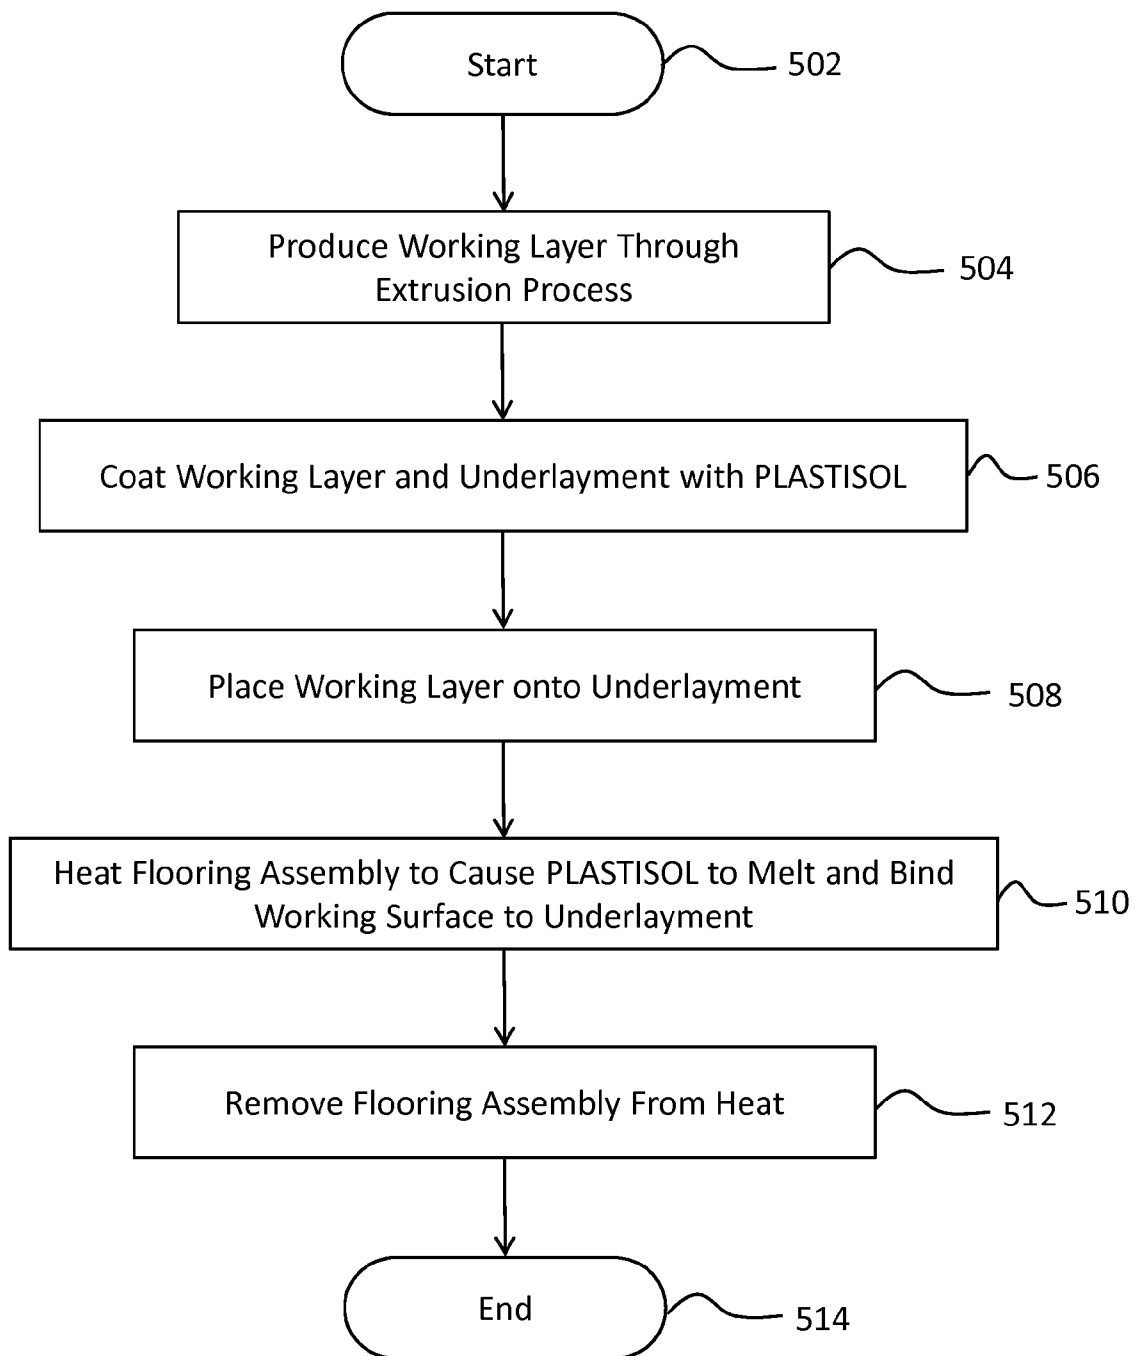 Start
502
Produce Working Layer Through
Extrusion Process
504
Coat Working Layer and Underlayment with PLASTISOL
506
Place Working Layer onto Underlayment
508
Heat Flooring Assembly to Cause PLASTISOL to Melt and Bind
Working Surface to Underlayment
510
Remove Flooring Assembly From Heat
512
End
514